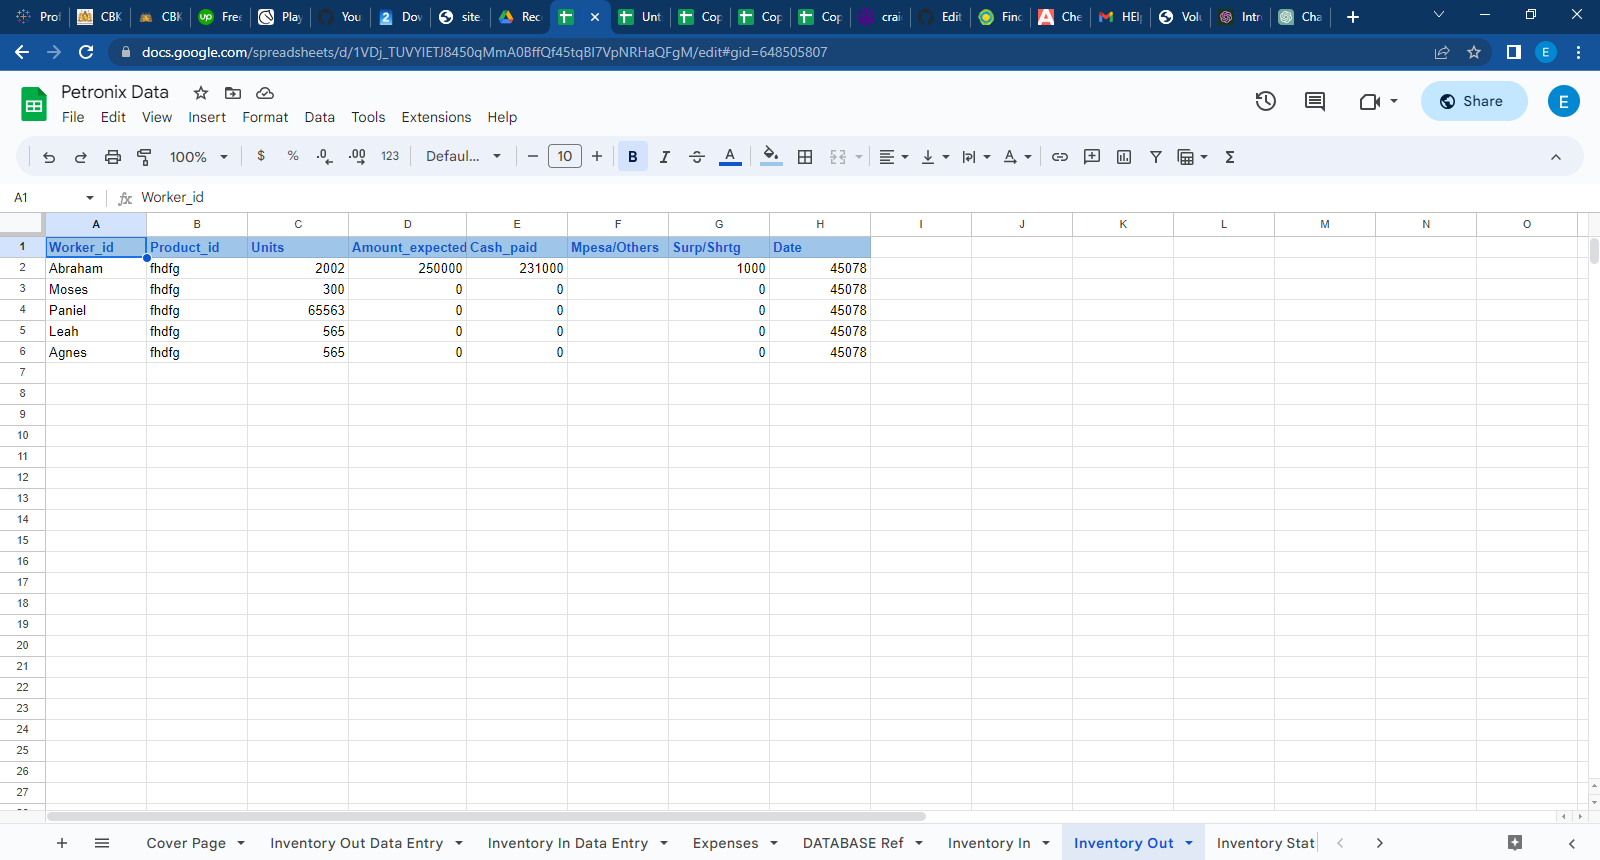 Prof CBK CBK Free Play You Dow site. Rec Unt Cop Cop Cop crai Edit Find Che HElp Volu Intr Cha
docs.google.com/spreadsheets/d/1VDj_TUVYIETJ8450qMmA0BffQf45tqBI7VpNRHaQFgM/edit#gid=648505807 E
Petronix Data
Share E
File Edit View Insert Format Data Tools Extensions Help
100% $ % .0 .00 123 Defaul... − 10 + B I A A Σ
A1 fx Worker_id
A B C D E F G H I J K L M N O
1 Worker_id Product_id Units Amount_expected Cash_paid Mpesa/Others Surp/Shrtg Date
2 Abraham fhdfg 2002 250000 231000 1000 45078
3 Moses fhdfg 300 0 0 0 45078
4 Paniel fhdfg 65563 0 0 0 45078
5 Leah fhdfg 565 0 0 0 45078
6 Agnes fhdfg 565 0 0 0 45078
7
8
9
10
11
12
13
14
15
16
17
18
19
20
21
22
23
24
25
26
27
+ Cover Page Inventory Out Data Entry Inventory In Data Entry Expenses DATABASE Ref Inventory In Inventory Out Inventory Stat